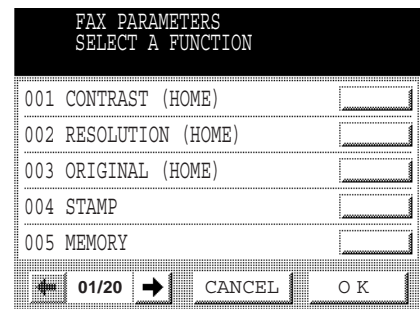 FAX PARAMETERS
SELECT A FUNCTION
001 CONTRAST (HOME)
002 RESOLUTION (HOME)
003 ORIGINAL (HOME)
004 STAMP
005 MEMORY
01/20 CANCEL O K